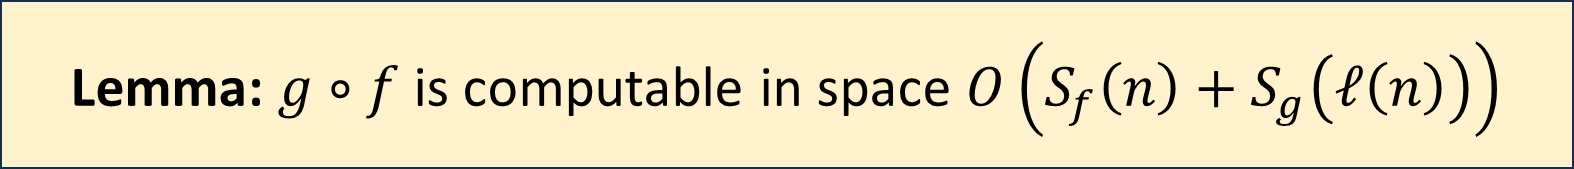 Lemma: g ∘ f is computable in space O(S_f(n) + S_g(ℓ(n)))